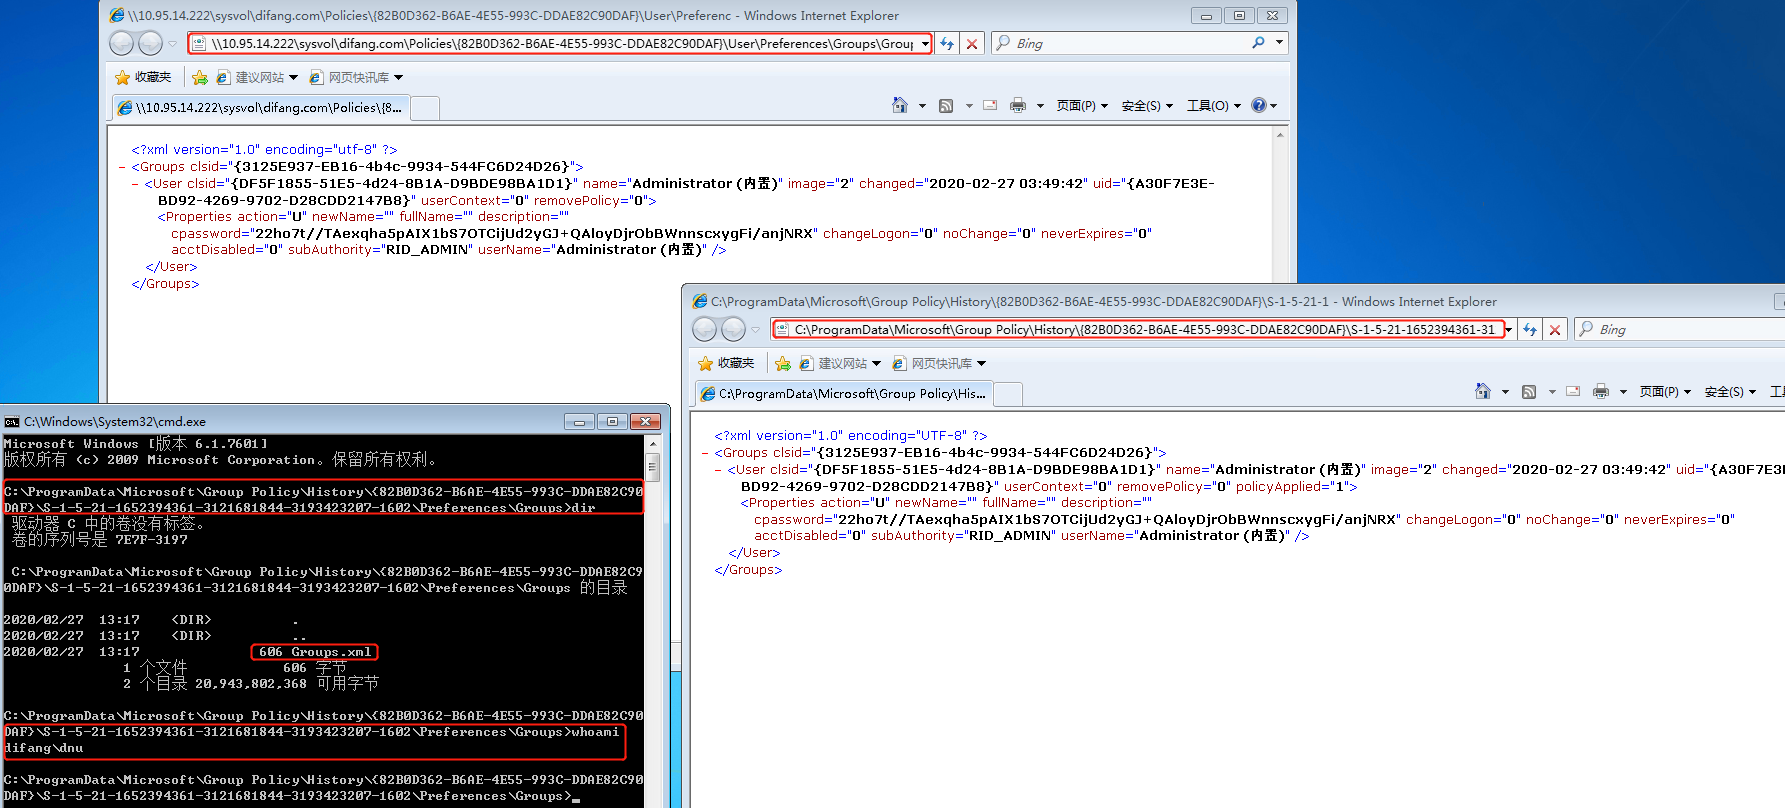 \\10.95.14.222\sysvol\difang.com\Policies\{82B0D362-B6AE-4E55-993C-DDAE82C90DAF}\User\Preferenc - Windows Internet Explorer
\\10.95.14.222\sysvol\difang.com\Policies\{82B0D362-B6AE-4E55-993C-DDAE82C90DAF}\User\Preferences\Groups\Group
Bing
收藏夹
建议网站
网页快讯库
\\10.95.14.222\sysvol\difang.com\Policies\{8...
页面(P)
安全(S)
工具(O)
<?xml version="1.0" encoding="utf-8" ?>
- <Groups clsid="{3125E937-EB16-4b4c-9934-544FC6D24D26}">
- <User clsid="{DF5F1855-51E5-4d24-8B1A-D9BDE98BA1D1}" name="Administrator (内置)" image="2" changed="2020-02-27 03:49:42" uid="{A30F7E3E-
BD92-4269-9702-D28CDD2147B8}" userContext="0" removePolicy="0">
<Properties action="U" newName="" fullName="" description=""
cpassword="22ho7t//TAexqha5pAIX1bS7OTCijUd2yGJ+QAloyDjrObBWnnscxygFi/anjNRX" changeLogon="0" noChange="0" neverExpires="0"
acctDisabled="0" subAuthority="RID_ADMIN" userName="Administrator (内置)" />
</User>
</Groups>
C:\ProgramData\Microsoft\Group Policy\History\{82B0D362-B6AE-4E55-993C-DDAE82C90DAF}\S-1-5-21-1 - Windows Internet Explorer
C:\ProgramData\Microsoft\Group Policy\History\{82B0D362-B6AE-4E55-993C-DDAE82C90DAF}\S-1-5-21-1652394361-31
Bing
收藏夹
建议网站
网页快讯库
C:\ProgramData\Microsoft\Group Policy\His...
页面(P)
安全(S)
工具
<?xml version="1.0" encoding="UTF-8" ?>
- <Groups clsid="{3125E937-EB16-4b4c-9934-544FC6D24D26}">
- <User clsid="{DF5F1855-51E5-4d24-8B1A-D9BDE98BA1D1}" name="Administrator (内置)" image="2" changed="2020-02-27 03:49:42" uid="{A30F7E3E
BD92-4269-9702-D28CDD2147B8}" userContext="0" removePolicy="0" policyApplied="1">
<Properties action="U" newName="" fullName="" description=""
cpassword="22ho7t//TAexqha5pAIX1bS7OTCijUd2yGJ+QAloyDjrObBWnnscxygFi/anjNRX" changeLogon="0" noChange="0" neverExpires="0"
acctDisabled="0" subAuthority="RID_ADMIN" userName="Administrator (内置)" />
</User>
</Groups>
C:\Windows\System32\cmd.exe
Microsoft Windows [版本 6.1.7601]
版权所有 (c) 2009 Microsoft Corporation。保留所有权利。
C:\ProgramData\Microsoft\Group Policy\History\{82B0D362-B6AE-4E55-993C-DDAE82C90
DAF}\S-1-5-21-1652394361-3121681844-3193423207-1602\Preferences\Groups>dir
驱动器 C 中的卷没有标签。
卷的序列号是 7E7F-3197
C:\ProgramData\Microsoft\Group Policy\History\{82B0D362-B6AE-4E55-993C-DDAE82C9
0DAF}\S-1-5-21-1652394361-3121681844-3193423207-1602\Preferences\Groups 的目录
2020/02/27  13:17    <DIR>          .
2020/02/27  13:17    <DIR>          ..
2020/02/27  13:17               606 Groups.xml
1 个文件            606 字节
2 个目录 20,943,802,368 可用字节
C:\ProgramData\Microsoft\Group Policy\History\{82B0D362-B6AE-4E55-993C-DDAE82C90
DAF}\S-1-5-21-1652394361-3121681844-3193423207-1602\Preferences\Groups>whoami
difang\dnu
C:\ProgramData\Microsoft\Group Policy\History\{82B0D362-B6AE-4E55-993C-DDAE82C90
DAF}\S-1-5-21-1652394361-3121681844-3193423207-1602\Preferences\Groups>_